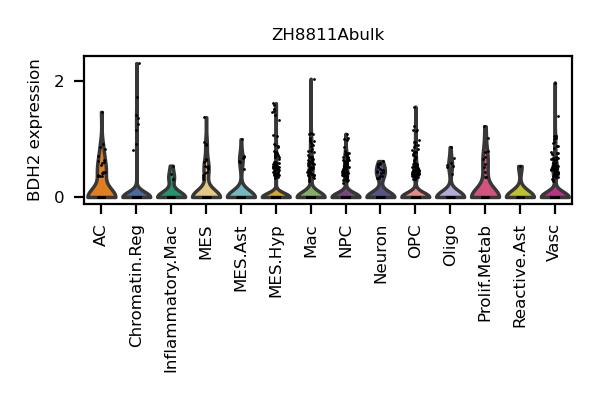 ZH8811Abulk
BDH2 expression
2
0
AC
Chromatin.Reg
Inflammatory.Mac
MES
MES.Ast
MES.Hyp
Mac
NPC
Neuron
OPC
Oligo
Prolif.Metab
Reactive.Ast
Vasc